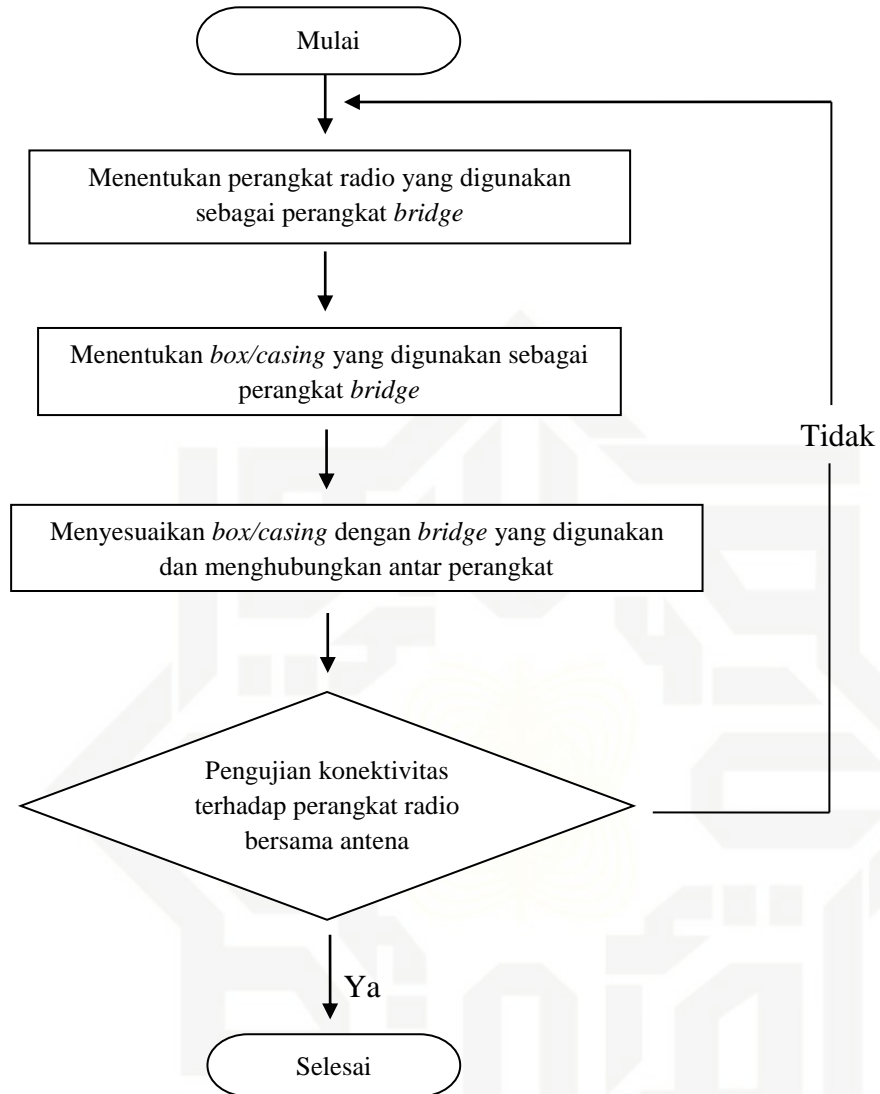 Mulai
Menentukan perangkat radio yang digunakan
sebagai perangkat bridge
Menentukan box/casing yang digunakan sebagai
perangkat bridge
Tidak
Menyesuaikan box/casing dengan bridge yang digunakan
dan menghubungkan antar perangkat
Pengujian konektivitas
terhadap perangkat radio
bersama antena
Ya
Selesai